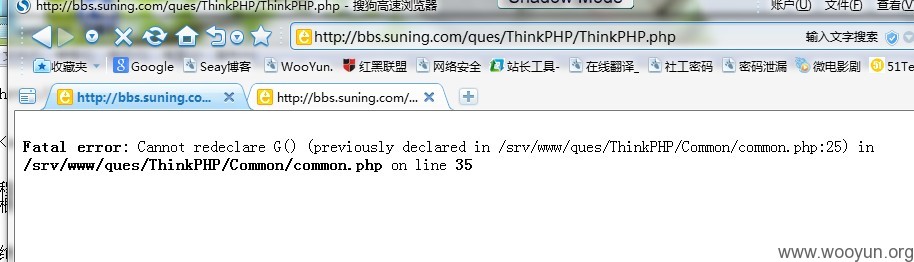 http://bbs.suning.com/ques/ThinkPHP/ThinkPHP.php - 搜狗高速浏览器
Shadow Mode
账户(U) 文件(F) 查看(V)
http://bbs.suning.com/ques/ThinkPHP/ThinkPHP.php
输入文字搜索
收藏夹 Google Seay博客 WooYun. 红黑联盟 网络安全 站长工具- 在线翻译_ 社工密码 密码泄漏 微电影剧 51Te
http://bbs.suning.co... http://bbs.suning.com/...
Fatal error: Cannot redeclare G() (previously declared in /srv/www/ques/ThinkPHP/Common/common.php:25) in
/srv/www/ques/ThinkPHP/Common/common.php on line 35
www.wooyun.org